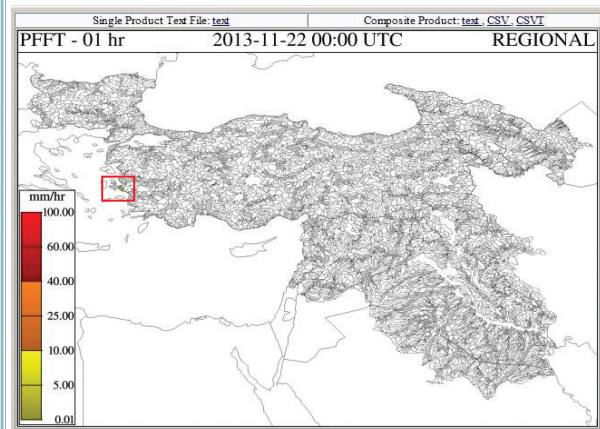 Single Product Text File: text
Composite Product: text , CSV , CSVT
PFFT - 01 hr 2013-11-22 00:00 UTC REGIONAL
mm/hr
100.00
60.00
40.00
25.00
10.00
5.00
0.01